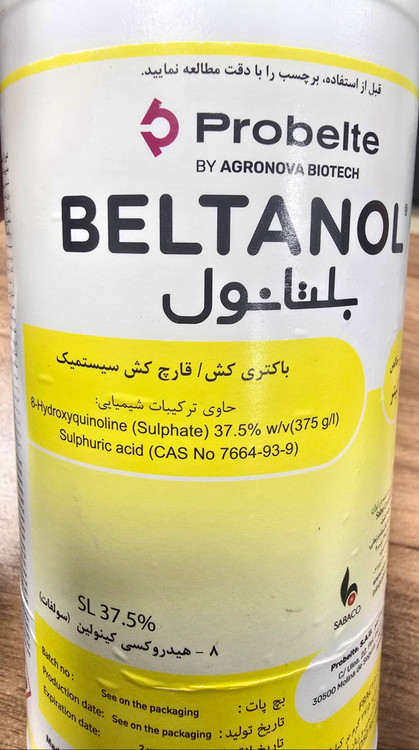 قبل از استفاده، برچسب را با دقت مطالعه نمایید.
Probelte
BY AGRONOVA BIOTECH
BELTANOL®
بلتانول
باکتری کش / قارچ کش سیستمیک
حاوی ترکیبات شیمیایی:
8-Hydroxyquinoline (Sulphate) 37.5% w/v(375 g/l)
Sulphuric acid (CAS No 7664-93-9)
SABACO
SL 37.5%
۸ - هیدروکسی کینولین (سولفات)
Probelte, S.A.U.
30500 Molina de
Batch no : See on the packaging بچ پات :
Production date: See on the packaging تاریخ تولید :
Expiration date: